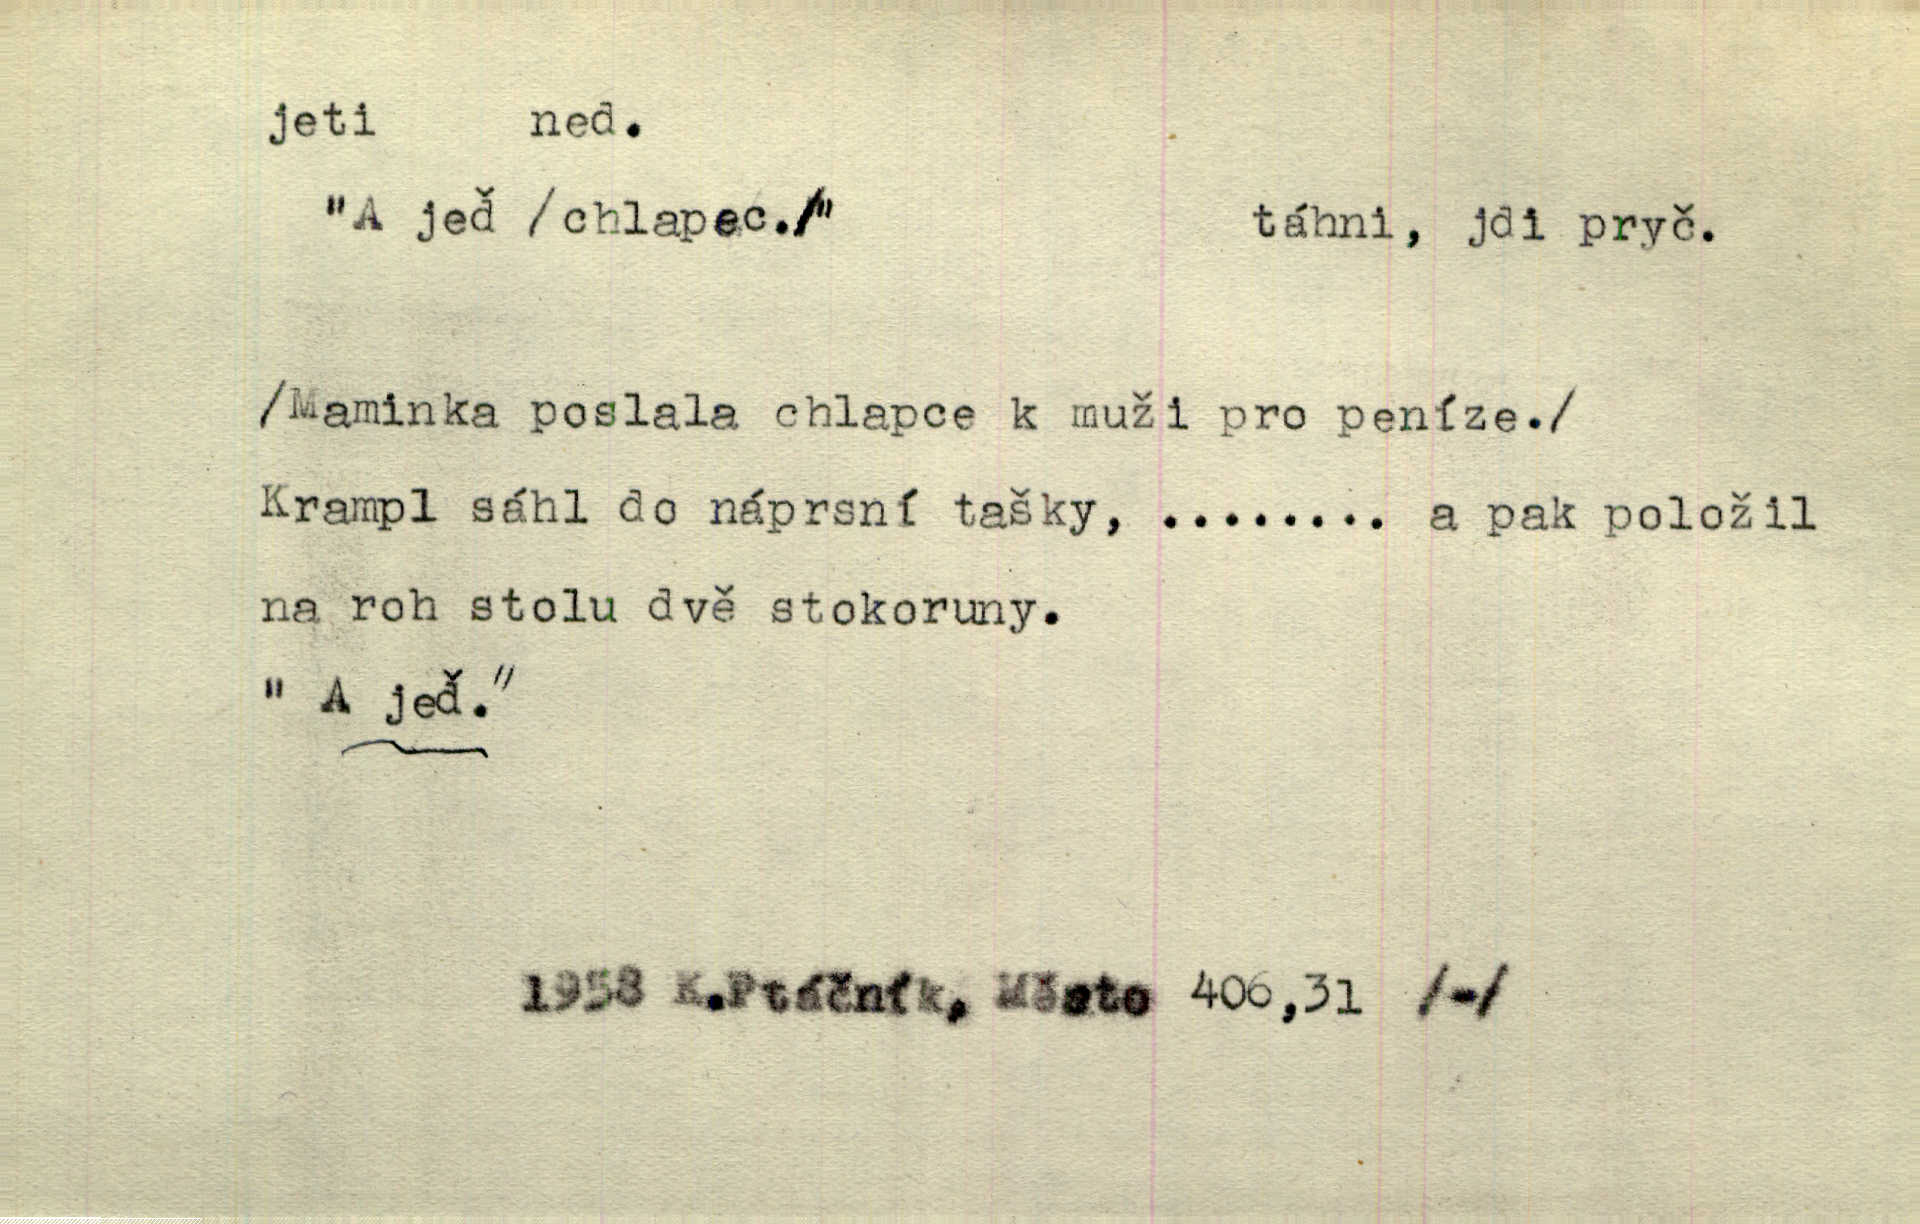 jeti ned.
"A jeď /chlapec./" táhni, jdi pryč.
/Maminka poslala chlapce k muži pro peníze./
Krampl sáhl do náprsní tašky, ........ a pak položil
na roh stolu dvě stokoruny.
" A jeď."
1958 K.Ptáčník, Město 406,31 /-/